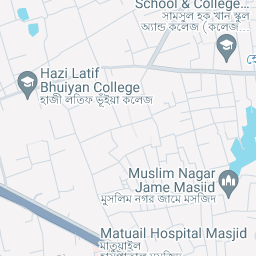 School & College...
সামসুল হক খান স্কুল
অ্যান্ড কলেজ (কলেজ...
Hazi Latif
Bhuiyan College
হাজী লতিফ ভূঁইয়া কলেজ
Muslim Nagar
Jame Masjid
মুসলিম নগর জামে মসজিদ
Matuail Hospital Masjid
মাতুয়াইল